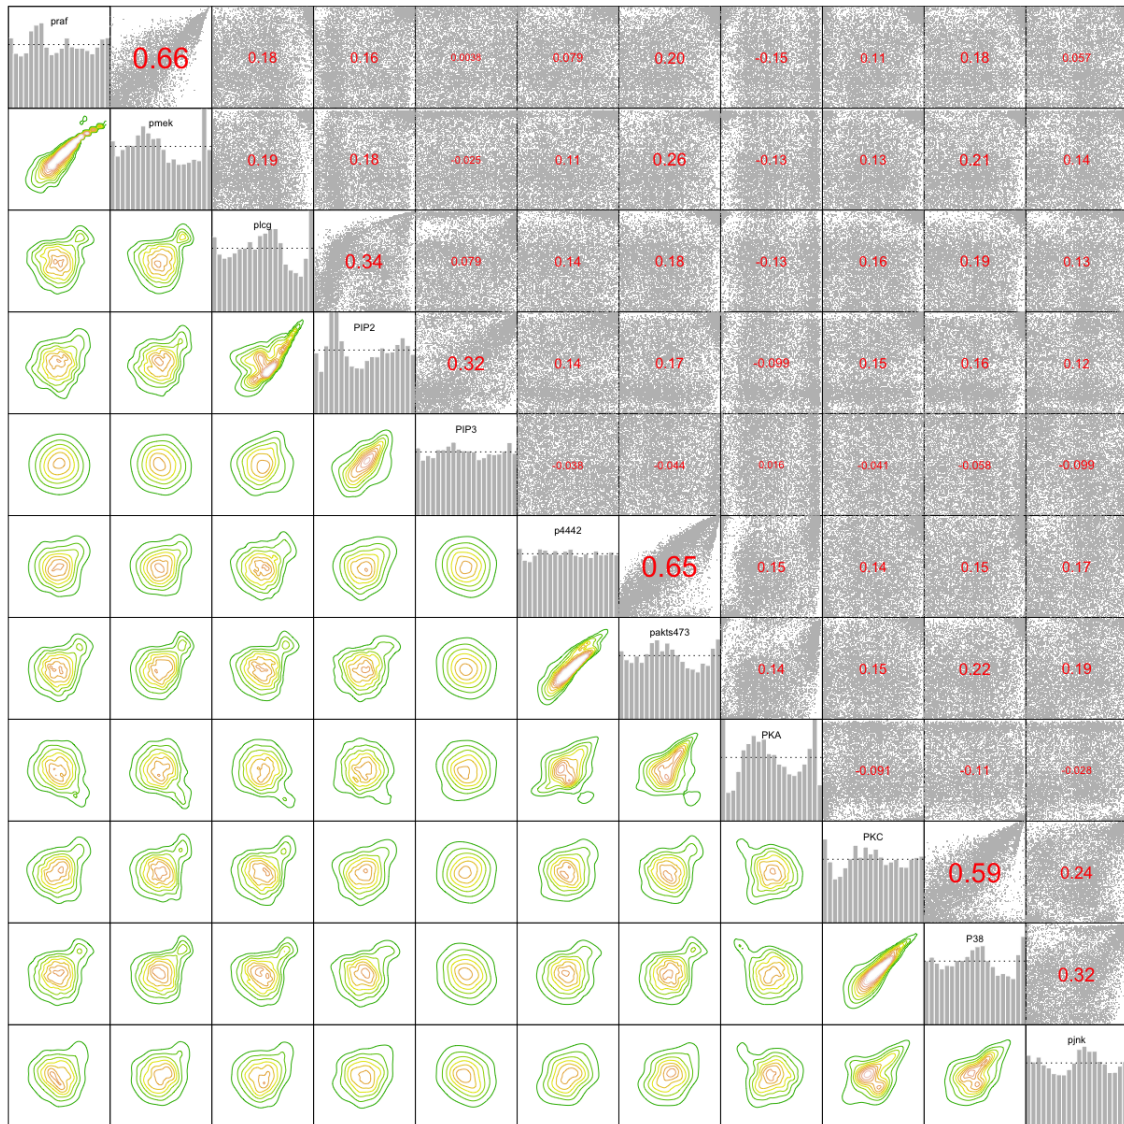 praf 0.66 0.18 0.16 0.0038 0.079 0.20 -0.15 0.11 0.18 0.057
pmek 0.19 0.18 -0.025 0.11 0.26 -0.13 0.13 0.21 0.14
plcg 0.34 0.079 0.14 0.18 -0.13 0.16 0.19 0.13
PIP2 0.32 0.14 0.17 -0.099 0.15 0.16 0.12
PIP3 -0.038 -0.044 0.016 -0.041 -0.058 -0.099
p4442 0.65 0.15 0.14 0.15 0.17
pakts473 0.14 0.15 0.22 0.19
PKA -0.091 -0.11 -0.028
PKC 0.59 0.24
P38 0.32
pjnk